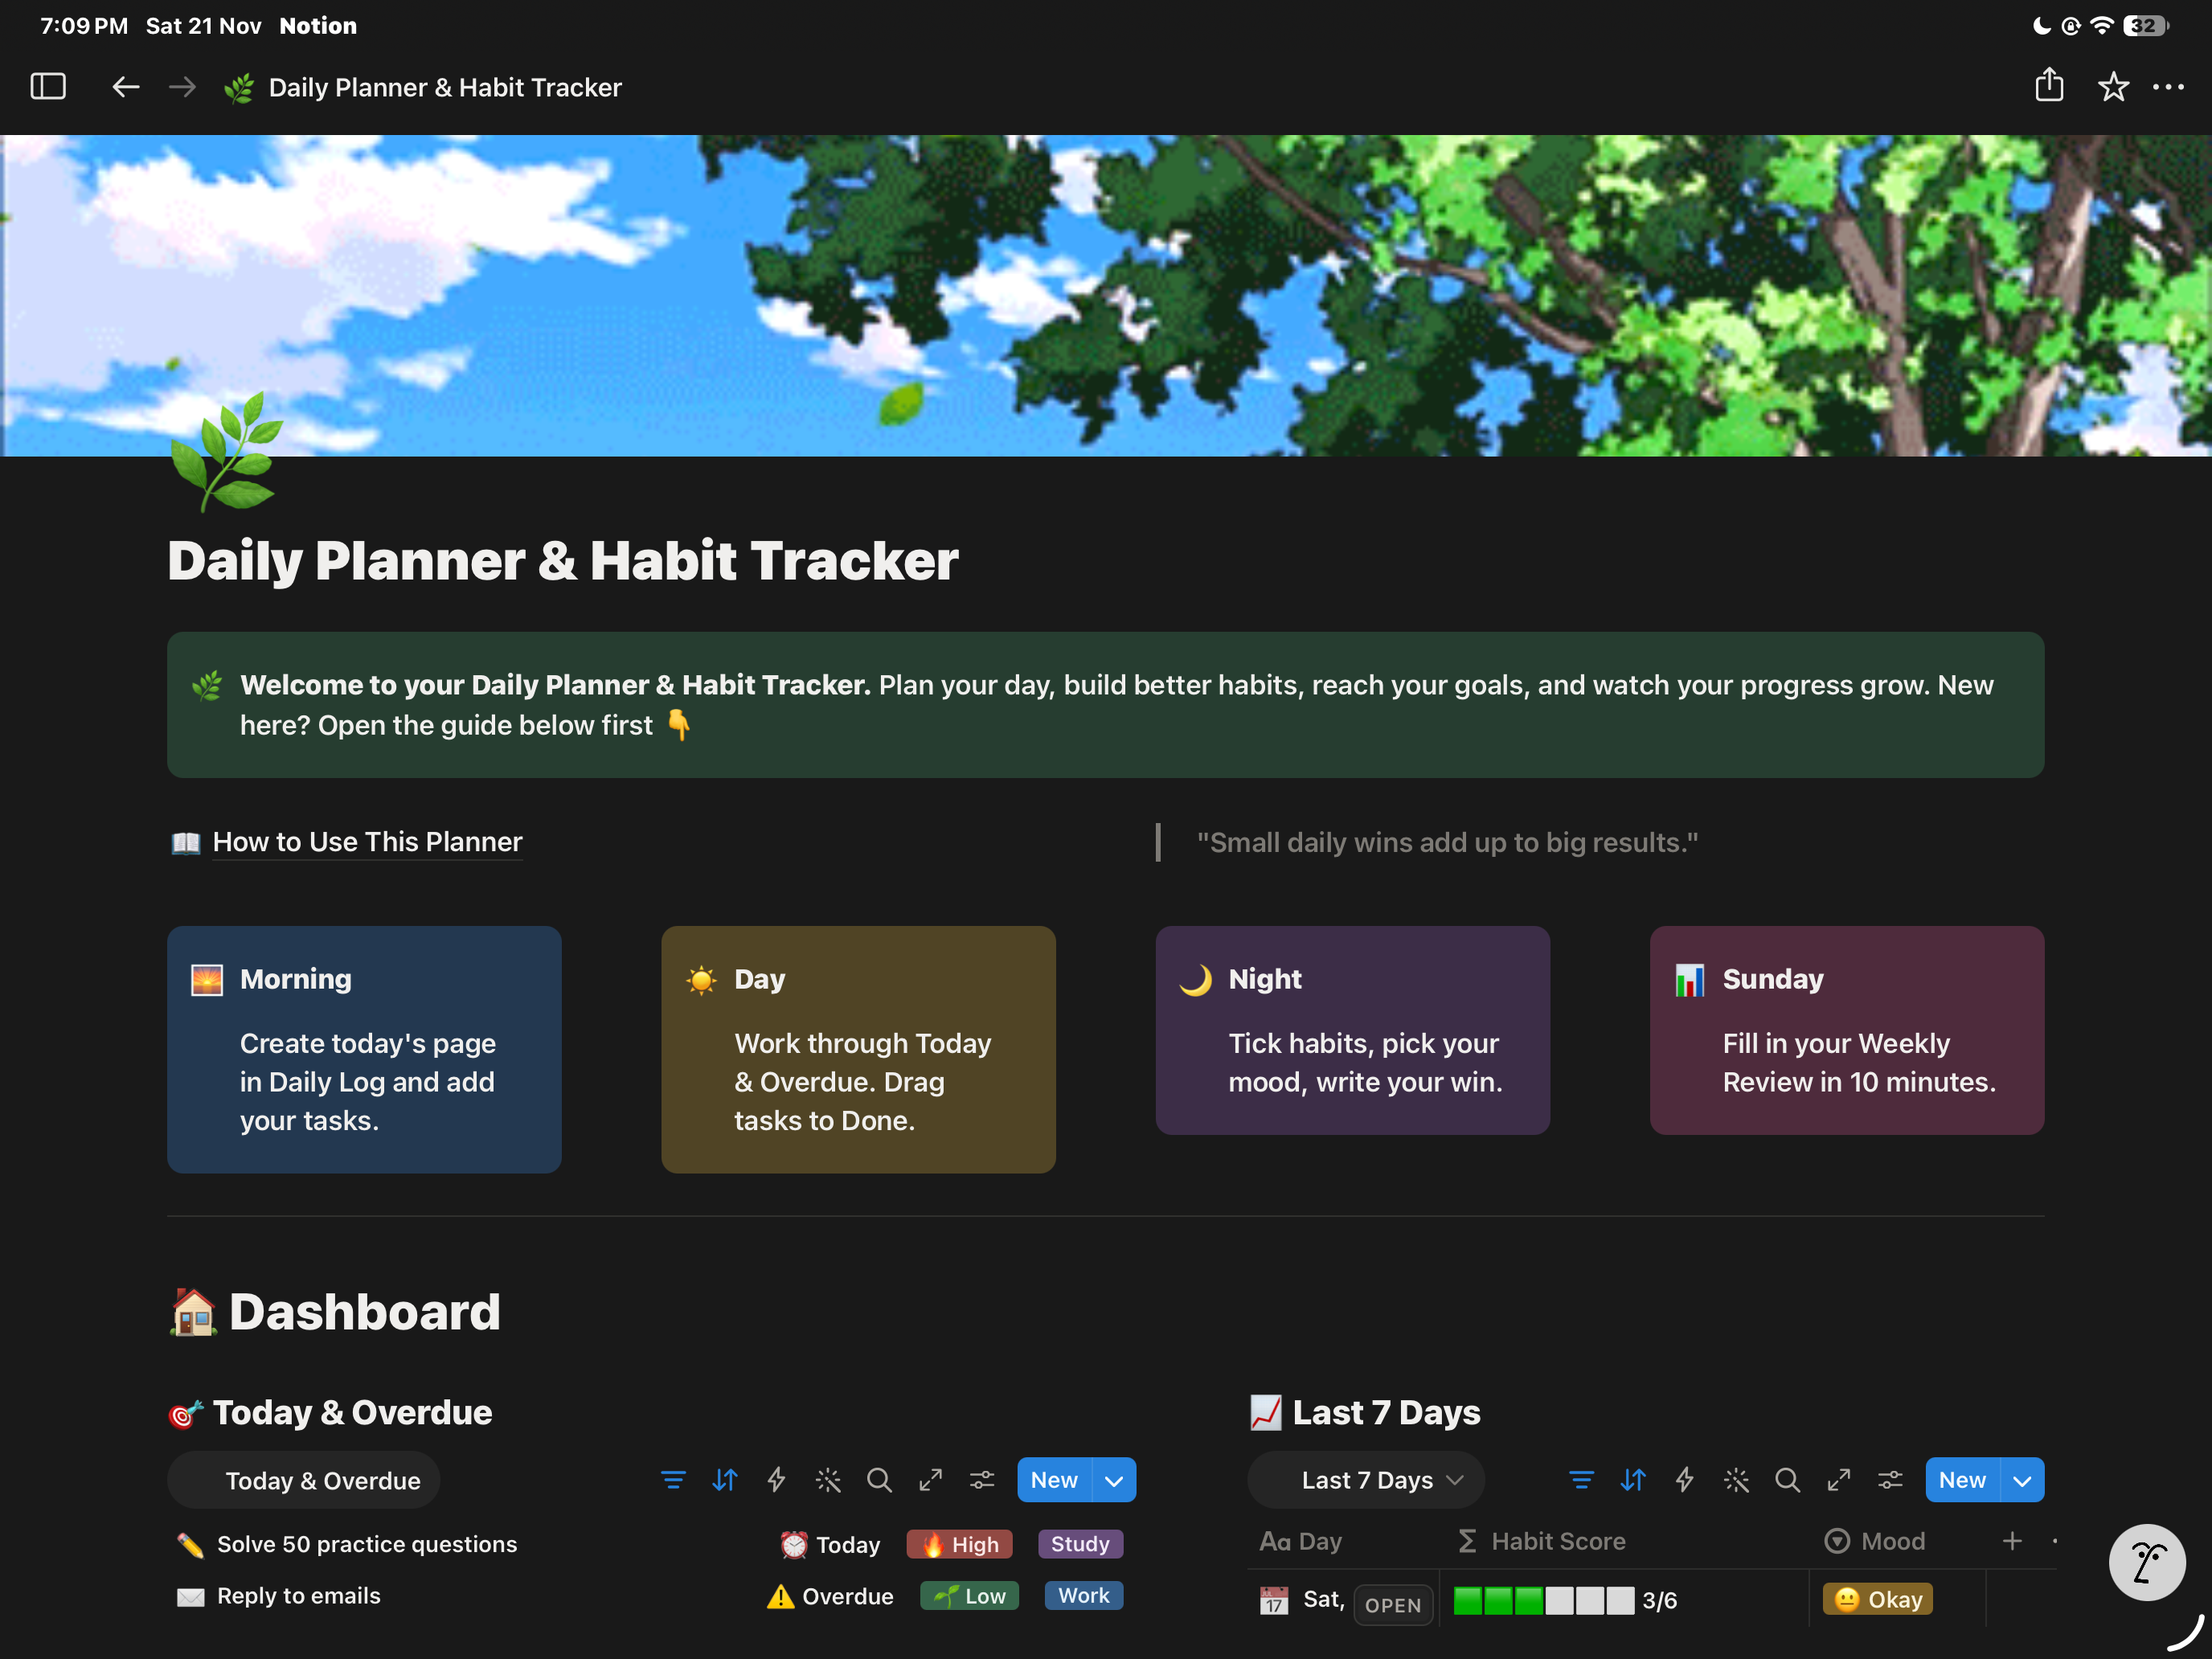 7:09 PM Sat 21 Nov Notion
32
Daily Planner & Habit Tracker
Daily Planner & Habit Tracker
Welcome to your Daily Planner & Habit Tracker. Plan your day, build better habits, reach your goals, and watch your progress grow. New
here? Open the guide below first
How to Use This Planner
"Small daily wins add up to big results."
Morning
Create today's page
in Daily Log and add
your tasks.
Day
Work through Today
& Overdue. Drag
tasks to Done.
Night
Tick habits, pick your
mood, write your win.
Sunday
Fill in your Weekly
Review in 10 minutes.
Dashboard
Today & Overdue
Today & Overdue
New
Solve 50 practice questions
Today
High
Study
Reply to emails
Overdue
Low
Work
Last 7 Days
Last 7 Days
New
Aa Day
Σ Habit Score
Mood
Sat,
OPEN
3/6
Okay